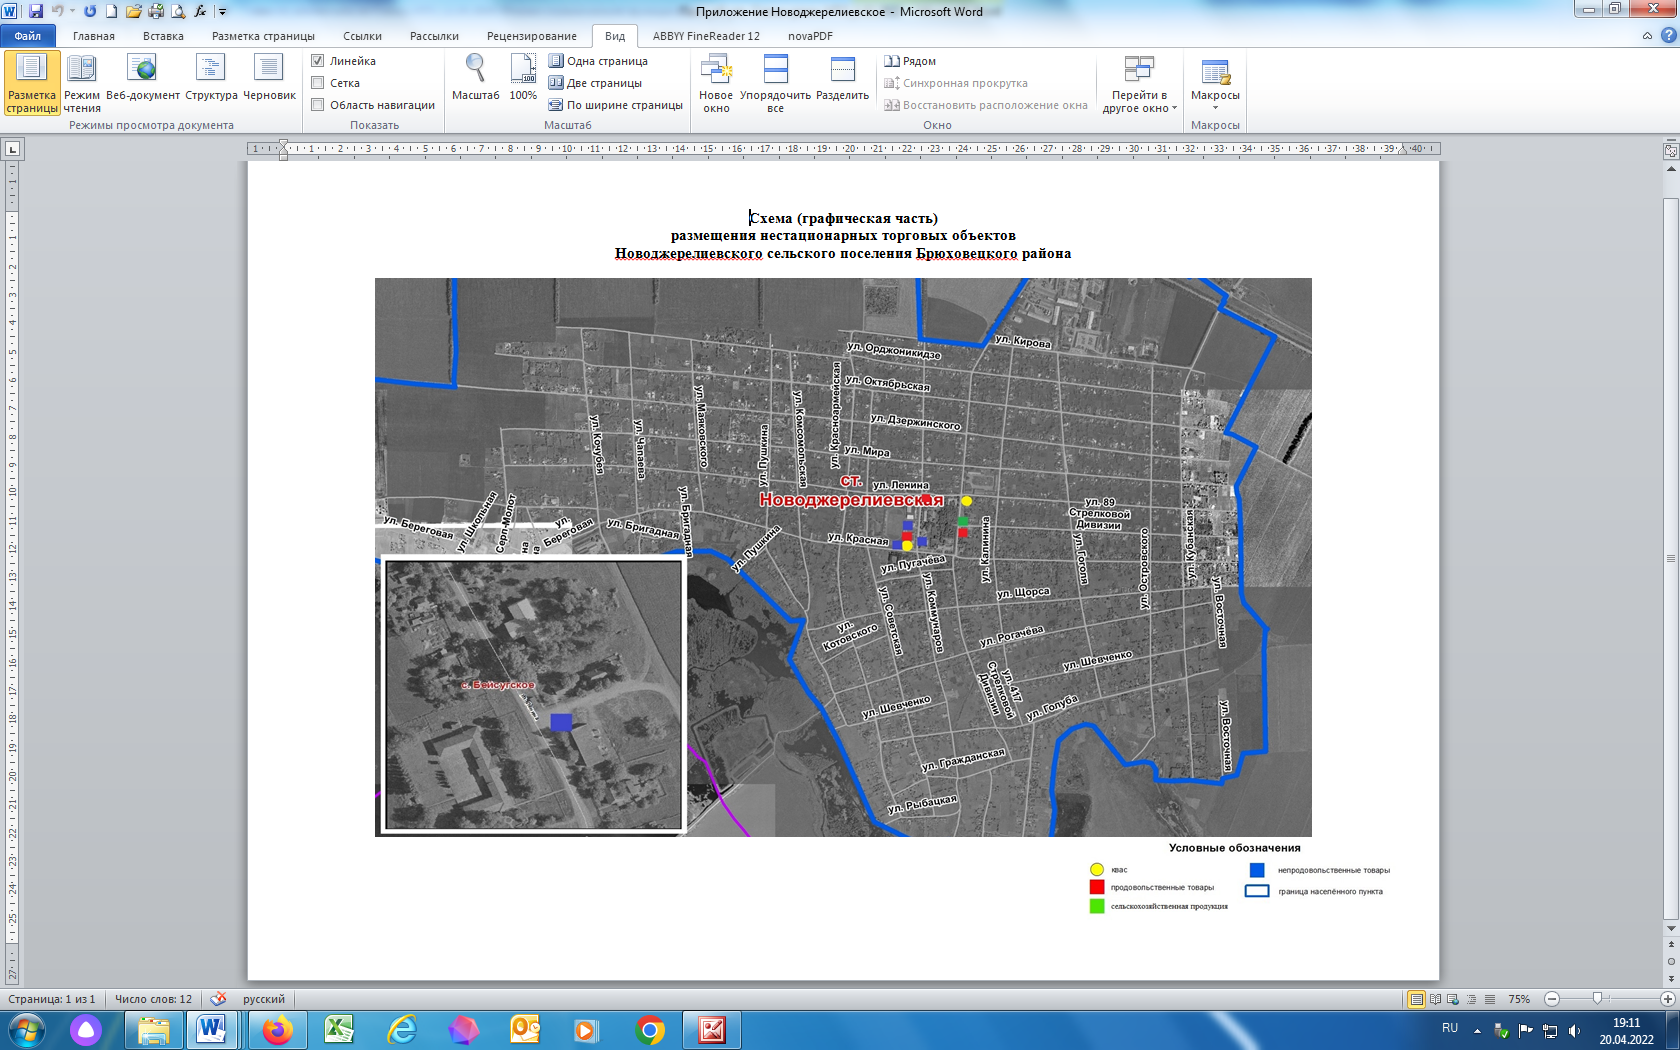 Приложение Новоджерелиевское - Microsoft Word
Файл
Главная
Вставка
Разметка страницы
Ссылки
Рассылки
Рецензирование
Вид
ABBYY FineReader 12
novaPDF
Разметка страницы
Режим чтения
Веб-документ
Структура
Черновик
Режимы просмотра документа
Линейка
Сетка
Область навигации
Показать
Масштаб
100%
Одна страница
Две страницы
По ширине страницы
Масштаб
Новое окно
Упорядочить все
Разделить
Рядом
Синхронная прокрутка
Восстановить расположение окна
Окно
Перейти в другое окно
Макросы
Макросы
Схема (графическая часть)
размещения нестационарных торговых объектов
Новоджерелиевского сельского поселения Брюховецкого района
ул. Орджоникидзе
ул. Кирова
ул. Октябрьская
ул. Дзержинского
ул. Мира
ул. Ленина
ул. Кочубея
ул. Чапаева
ул. Маяковского
ул. Пушкина
ул. Комсомольская
ул. Красноармейская
ст.
Новоджерелиевская
ул. 89
Стрелковой
Дивизии
ул. Береговая
ул. Школьная
Серп-Молот
ул.
Береговая
ул. Бригадная
ул. Бригадная
ул. Пушкина
ул. Красная
ул. Пугачёва
ул. Калинина
ул. Гоголя
ул. Островского
ул. Кубанская
ул. Восточная
ул. Щорса
ул. Советская
ул. Коммунаров
ул.
Котовского
ул. Рогачёва
ул. Шевченко
ул. 417
Стрелковой
Дивизии
ул. Голуба
ул. Шевченко
ул. Гражданская
ул. Рыбацкая
ул. Восточная
с. Бейсугское
Условные обозначения
квас
продовольственные товары
сельскохозяйственная продукция
непродовольственные товары
граница населённого пункта
Страница: 1 из 1
Число слов: 12
русский
75%
RU
19:11
20.04.2022